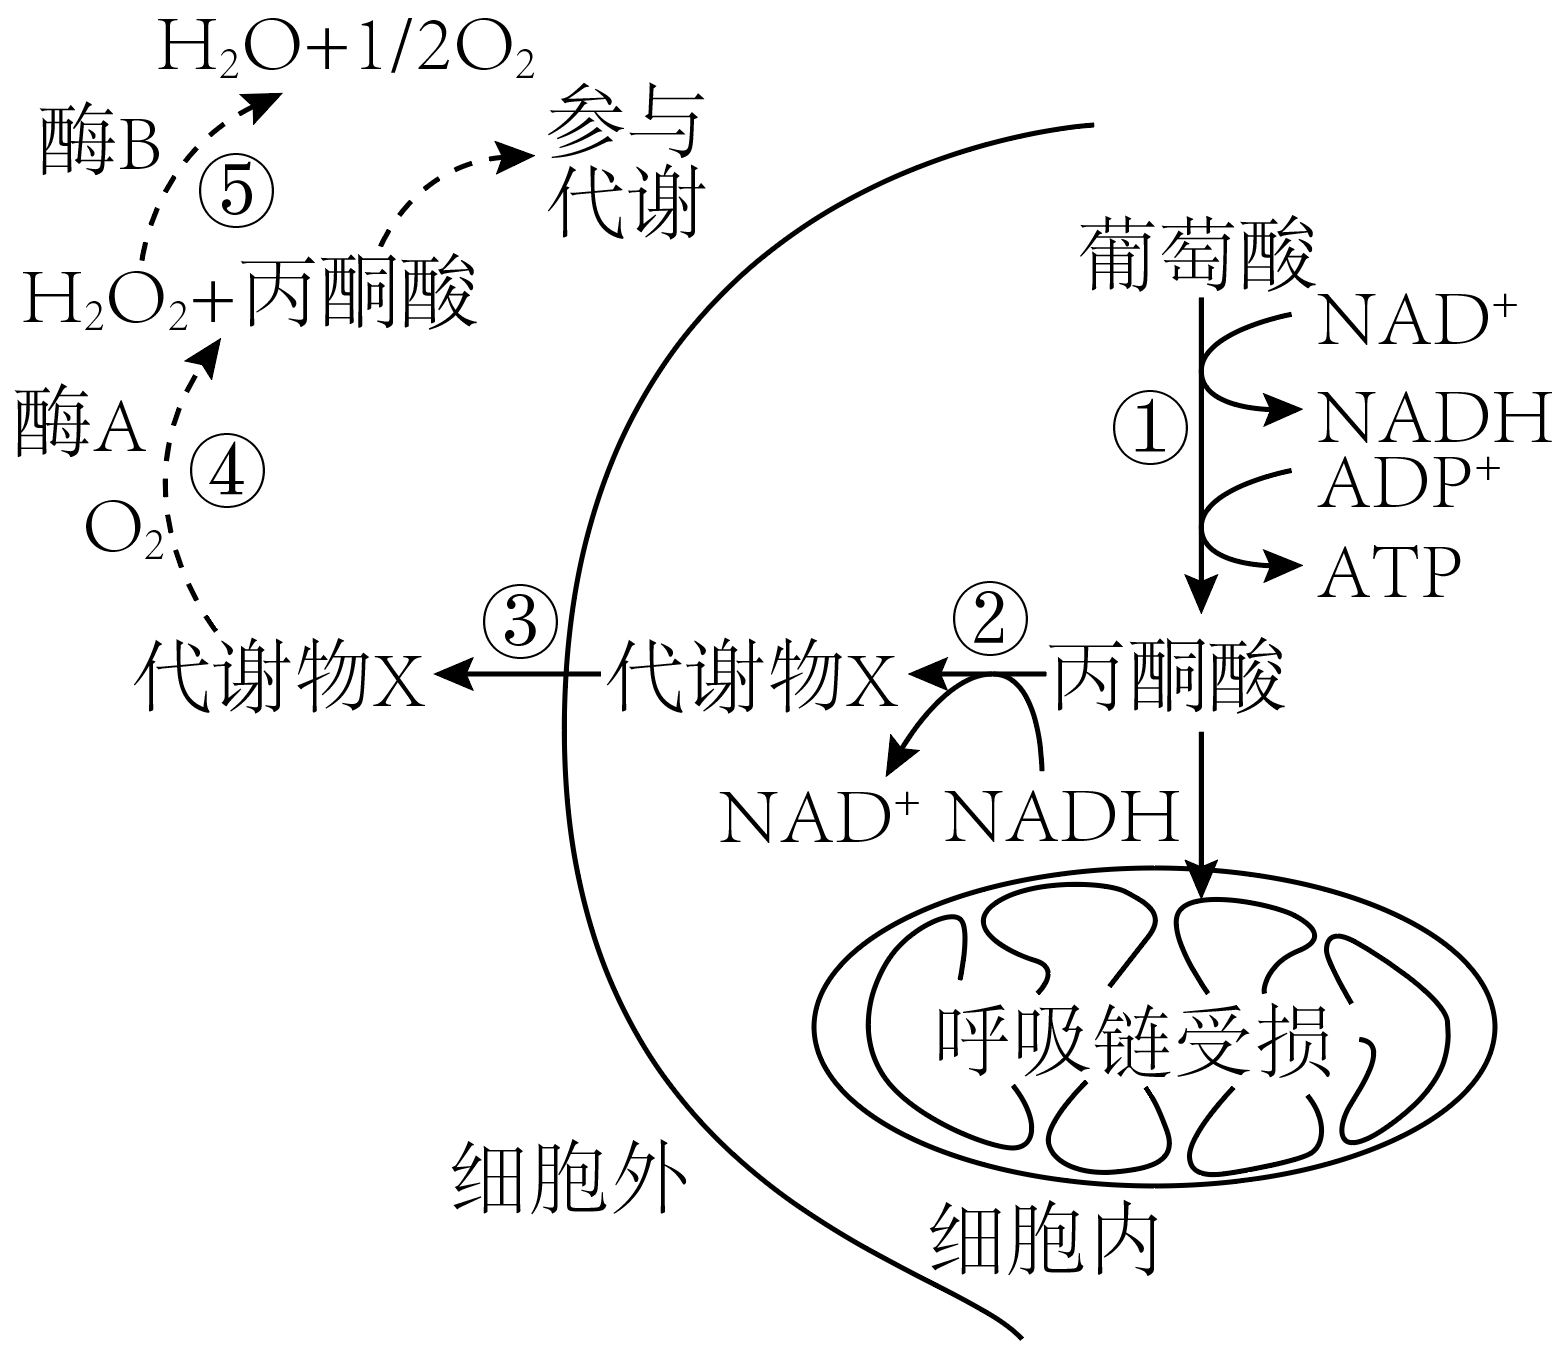 H₂O+1/2O₂
酶B
⑤
参与
代谢
H₂O₂+丙酮酸
酶A
④
O₂
代谢物X
③
代谢物X
②
丙酮酸
NAD⁺ NADH
葡萄酸
①
NAD⁺
NADH
ADP⁺
ATP
呼吸链受损
细胞外
细胞内